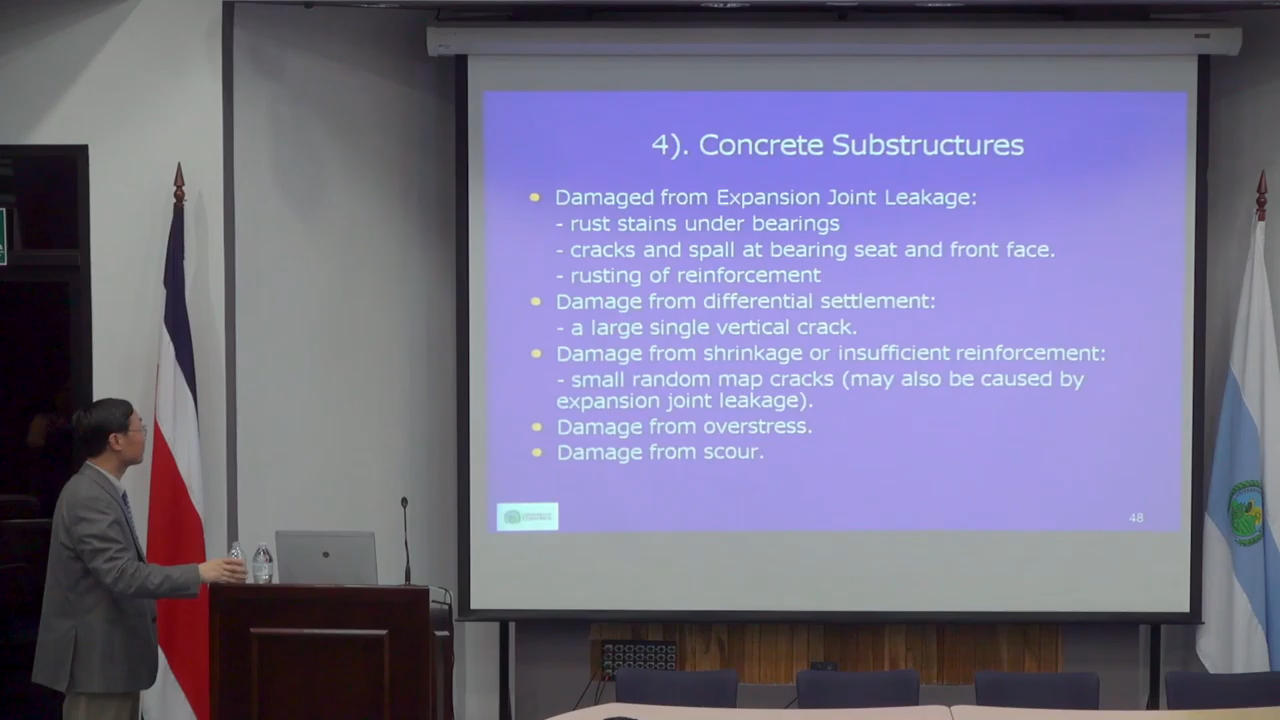 4). Concrete Substructures
Damaged from Expansion Joint Leakage:
- rust stains under bearings
- cracks and spall at bearing seat and front face.
- rusting of reinforcement
Damage from differential settlement:
- a large single vertical crack.
Damage from shrinkage or insufficient reinforcement:
- small random map cracks (may also be caused by
expansion joint leakage).
Damage from overstress.
Damage from scour.
48